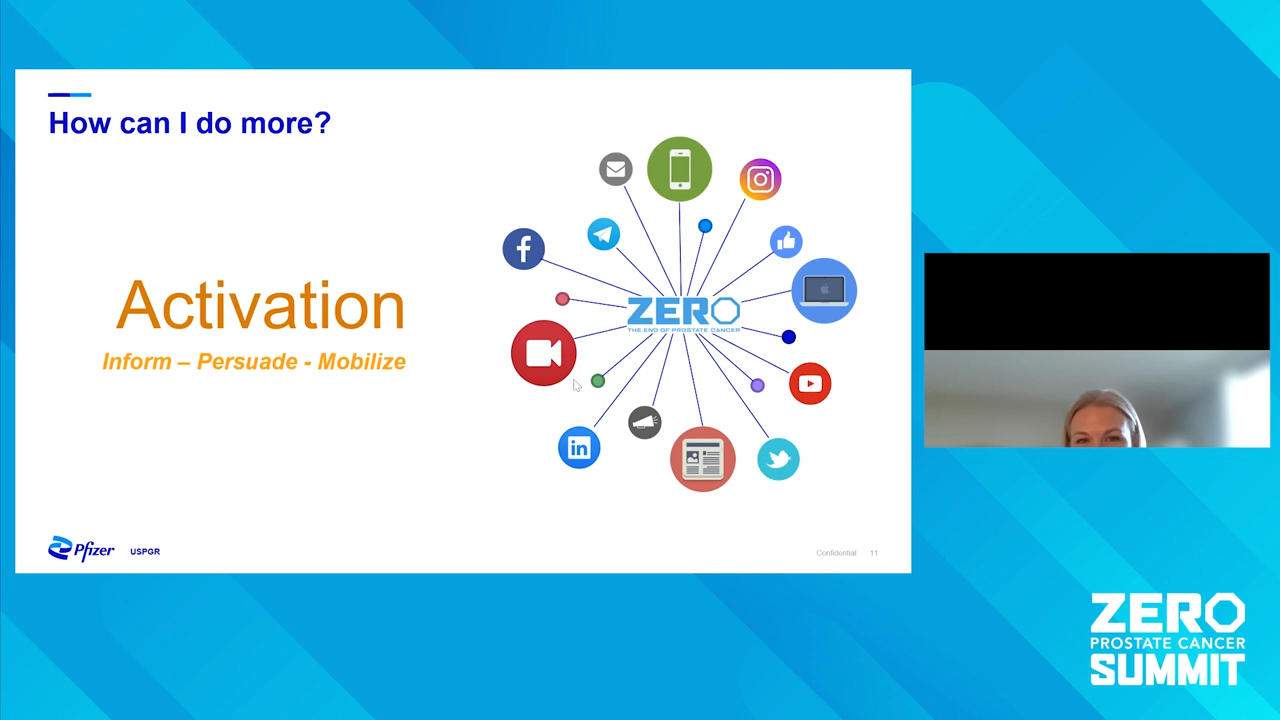 How can I do more?
Activation
Inform – Persuade - Mobilize
ZERO
THE END OF PROSTATE CANCER
f
in
Pfizer
USPGR
Confidential 11
ZERO
PROSTATE CANCER
SUMMIT